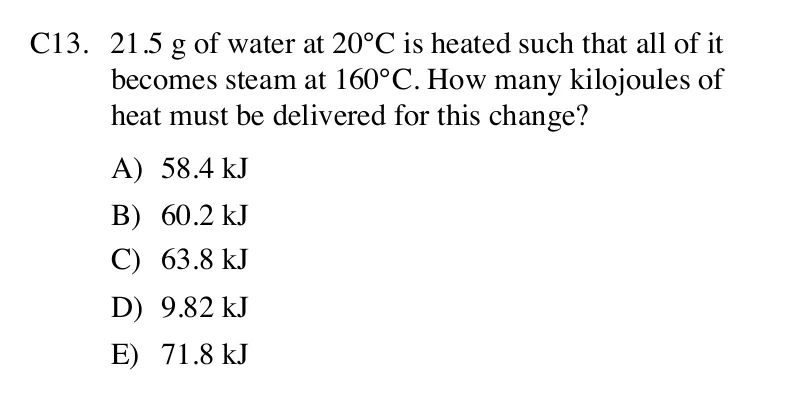 C13. 21.5 g of water at 20°C is heated such that all of it
becomes steam at 160°C. How many kilojoules of
heat must be delivered for this change?
A) 58.4 kJ
B) 60.2 kJ
C) 63.8 kJ
D) 9.82 kJ
E) 71.8 kJ